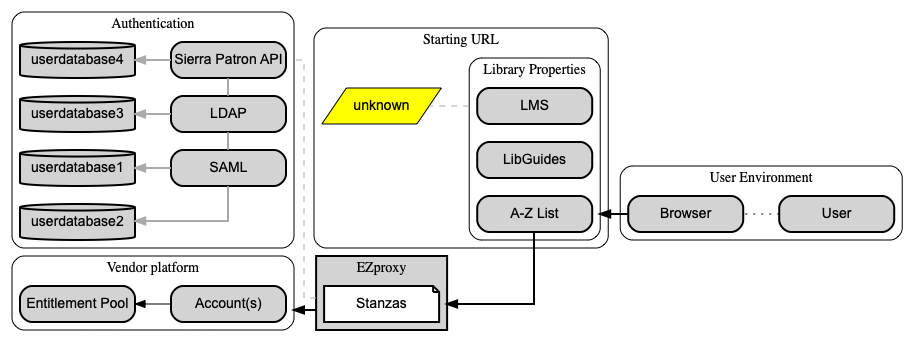 Authentication
userdatabase4
Sierra Patron API
userdatabase3
LDAP
userdatabase1
SAML
userdatabase2
Starting URL
Library Properties
unknown
LMS
LibGuides
A-Z List
User Environment
Browser
User
Vendor platform
Entitlement Pool
Account(s)
EZproxy
Stanzas